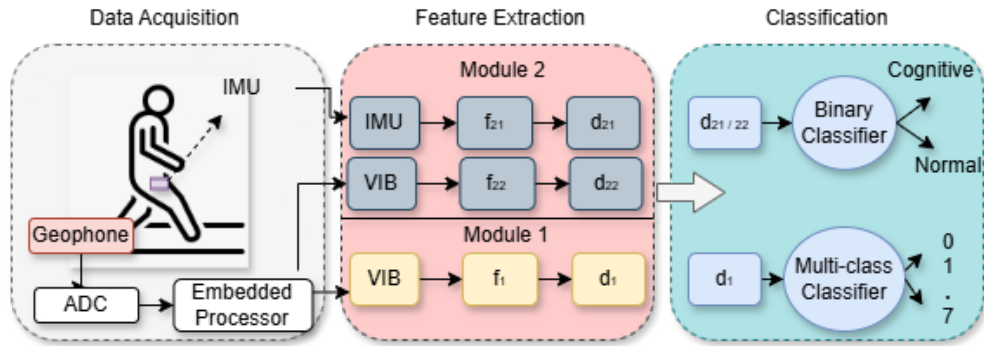 Data Acquisition
Feature Extraction
Classification
IMU
Geophone
ADC
Embedded
Processor
Module 2
IMU
f21
d21
VIB
f22
d22
Module 1
VIB
f1
d1
d21 / 22
Binary
Classifier
Cognitive
Normal
d1
Multi-class
Classifier
0
1
.
7